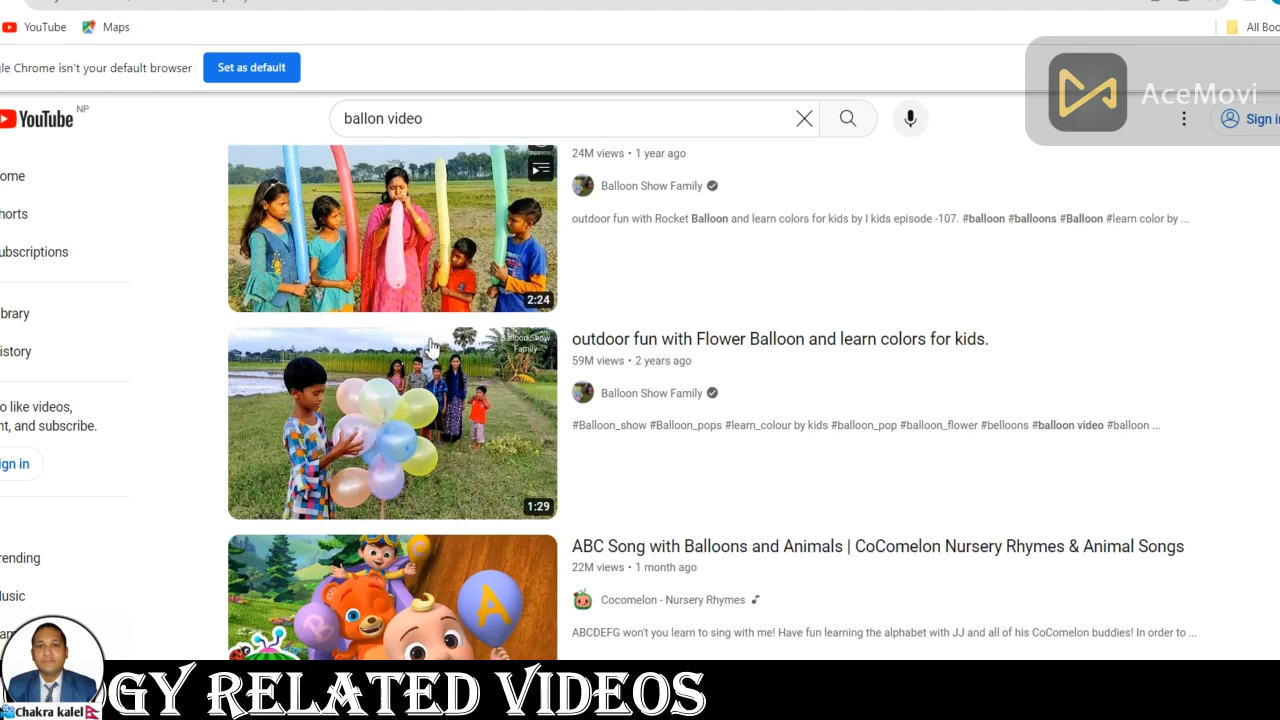 YouTube
Maps
All Boo
le Chrome isn't your default browser
Set as default
AceMovi
YouTube NP
ballon video
Sign i
ome
horts
ubscriptions
brary
istory
o like videos,
nt, and subscribe.
ign in
rending
usic
24M views • 1 year ago
Balloon Show Family
outdoor fun with Rocket Balloon and learn colors for kids by I kids episode -107. #balloon #balloons #Balloon #learn color by ...
2:24
Balloon Show
Family
outdoor fun with Flower Balloon and learn colors for kids.
59M views • 2 years ago
Balloon Show Family
#Balloon_show #Balloon_pops #learn_colour by kids #balloon_pop #balloon_flower #belloons #balloon video #balloon ...
1:29
ABC Song with Balloons and Animals | CoComelon Nursery Rhymes & Animal Songs
22M views • 1 month ago
Cocomelon - Nursery Rhymes
ABCDEFG won't you learn to sing with me! Have fun learning the alphabet with JJ and all of his CoComelon buddies! In order to ...
B
C
A
GY RELATED VIDEOS
Chakra kalel